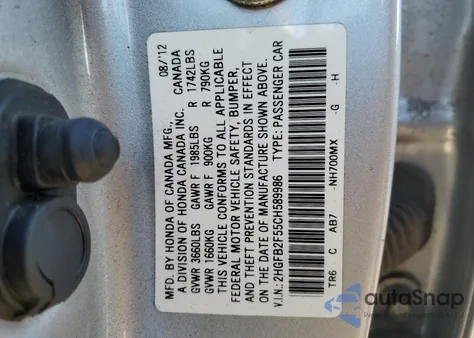 MFD. BY HONDA OF CANADA MFG., 08/12
A DIVISION OF HONDA CANADA INC. CANADA
GVWR 3660LBS GAWR F 1985LBS R 1742LBS
GVWR 1660KG GAWR F 900KG R 790KG
THIS VEHICLE CONFORMS TO ALL APPLICABLE
FEDERAL MOTOR VEHICLE SAFETY, BUMPER,
AND THEFT PREVENTION STANDARDS IN EFFECT
ON THE DATE OF MANUFACTURE SHOWN ABOVE.
V.I.N.: 2HGFB2F55CH589986 TYPE: PASSENGER CAR
TR6 C AB7 -NH700MX -G -H
autoSnap